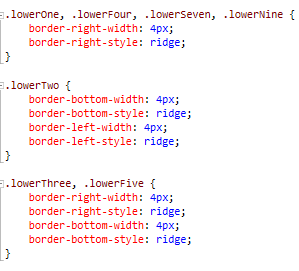 .lowerOne, .lowerFour, .lowerSeven, .lowerNine {
    border-right-width: 4px;
    border-right-style: ridge;
}
.lowerTwo {
    border-bottom-width: 4px;
    border-bottom-style: ridge;
    border-left-width: 4px;
    border-left-style: ridge;
}
.lowerThree, .lowerFive {
    border-right-width: 4px;
    border-right-style: ridge;
    border-bottom-width: 4px;
    border-bottom-style: ridge;
}